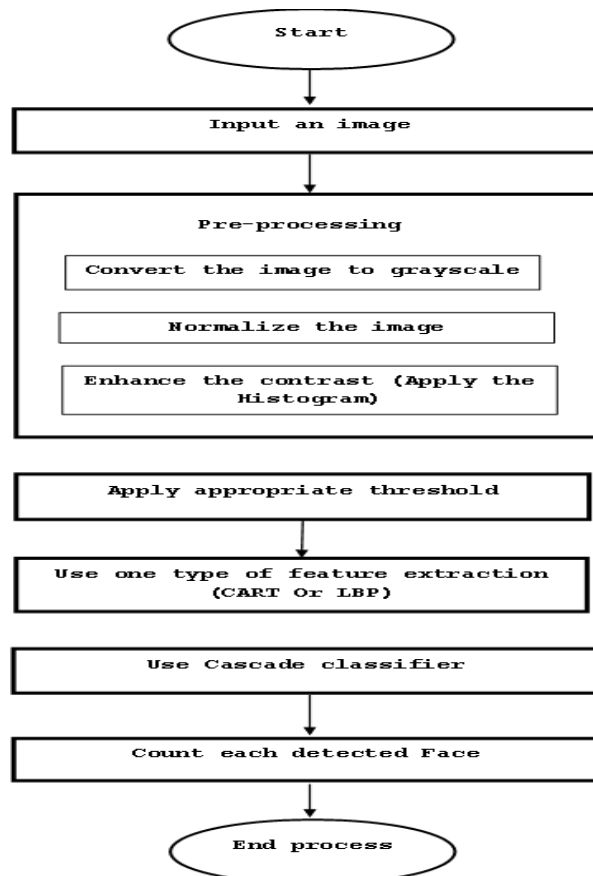 Start
Input an image
Pre-processing
Convert the image to grayscale
Normalize the image
Enhance the contrast (Apply the
Histogram)
Apply appropriate threshold
Use one type of feature extraction
(CART Or LBP)
Use Cascade classifier
Count each detected Face
End process